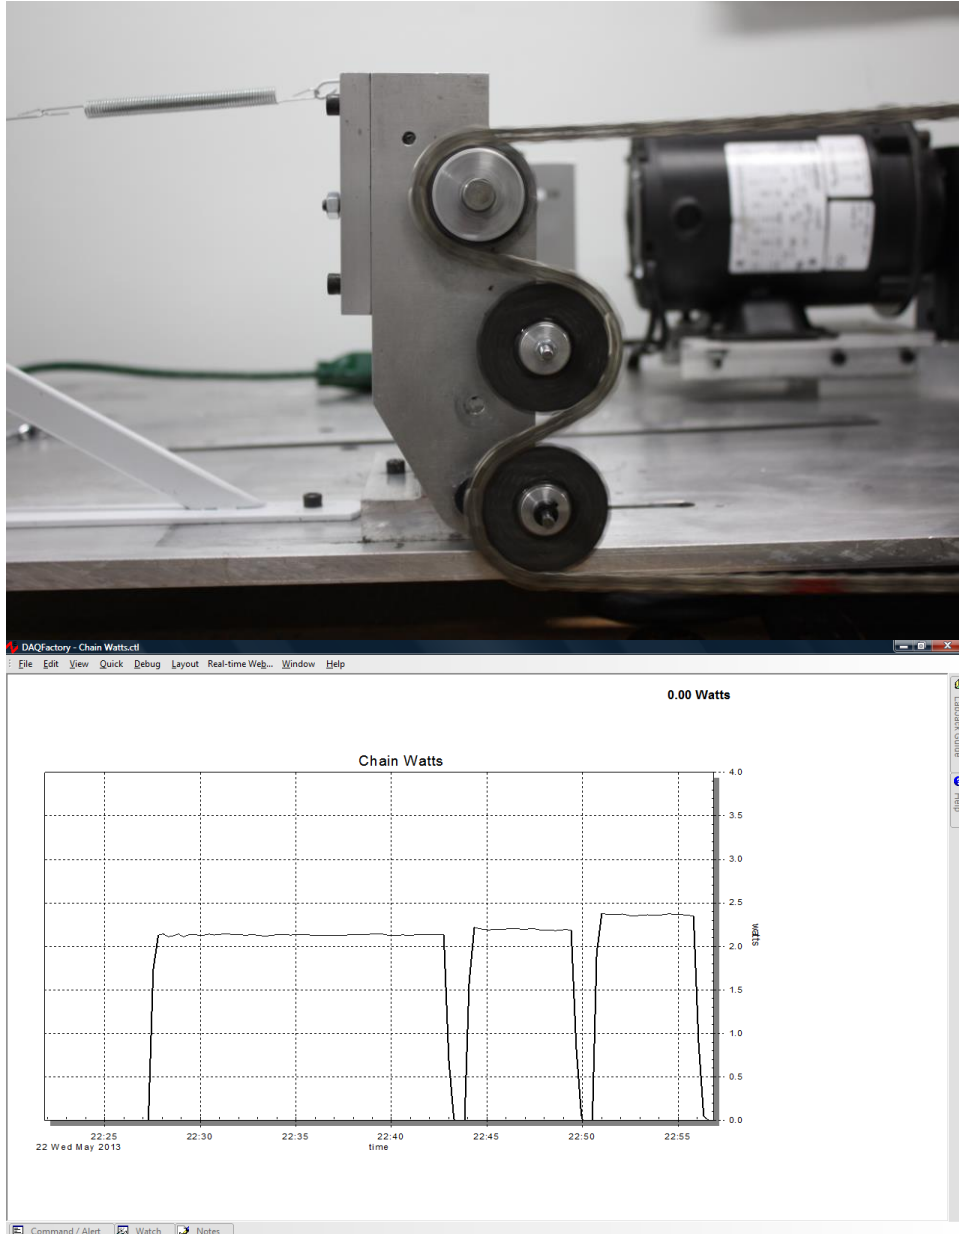 DAQFactory - Chain Watts.ctl
File Edit View Quick Debug Layout Real-time Web... Window Help
0.00 Watts
LabJack Guide
Help
Chain Watts
4.0
3.5
3.0
2.5
2.0
1.5
1.0
0.5
0.0
watts
22:25 22:30 22:35 22:40 22:45 22:50 22:55
22 Wed May 2013
time
Command / Alert Watch Notes